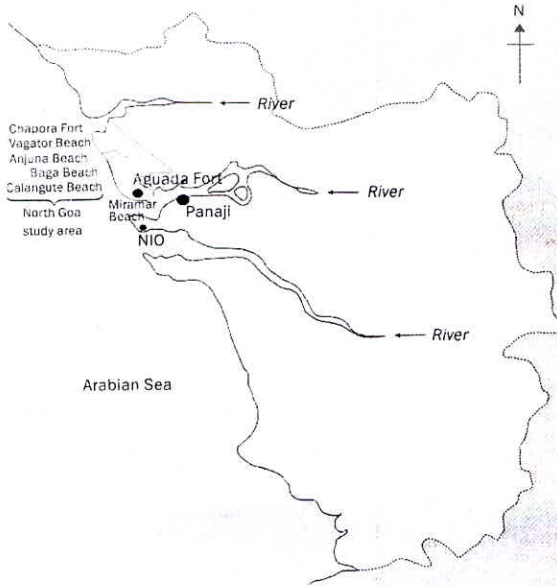 N
River
Chapora Fort
Vagator Beach
Anjuna Beach
Baga Beach
Calangute Beach
North Goa
study area
Aguada Fort
Miramar
Beach
Panaji
River
NIO
River
Arabian Sea